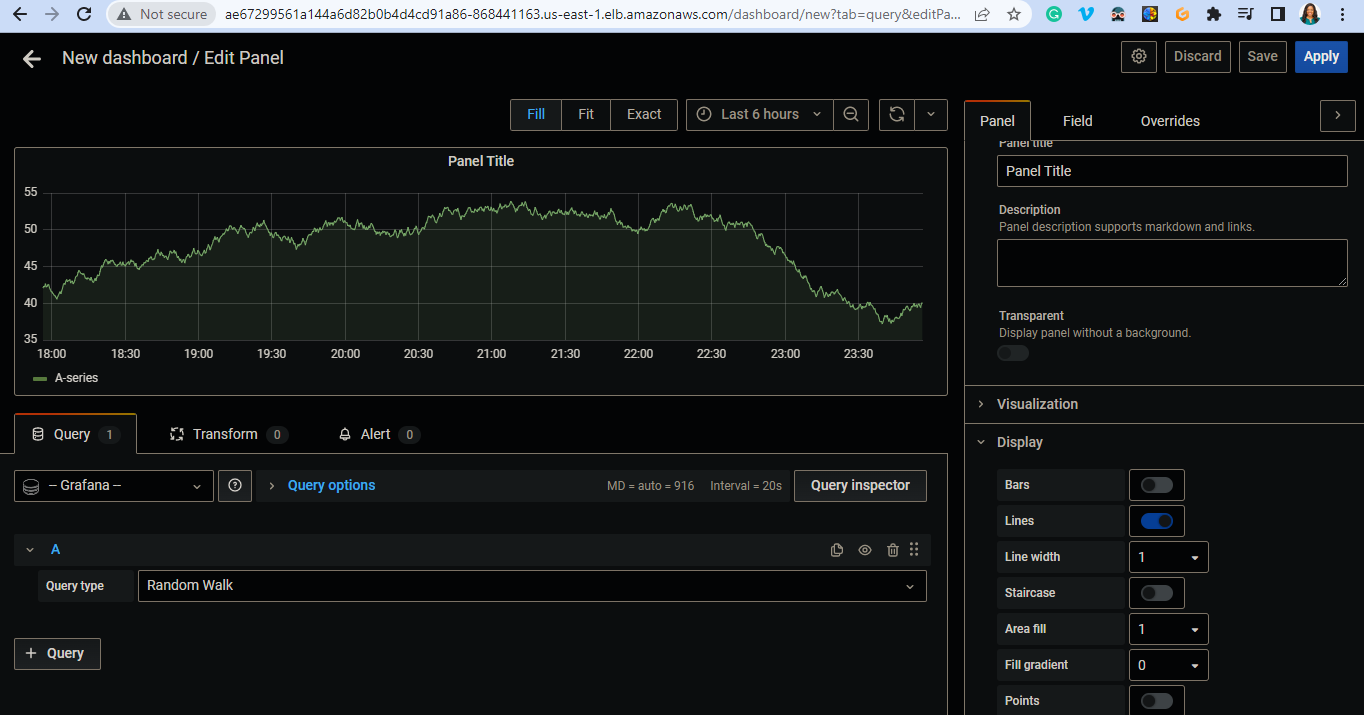 Not secure
ae67299561a144a6d82b0b4d4cd91a86-868441163.us-east-1.elb.amazonaws.com/dashboard/new?tab=query&editPa...
New dashboard / Edit Panel
Discard
Save
Apply
Fill
Fit
Exact
Last 6 hours
Panel
Field
Overrides
Panel title
Panel Title
Panel Title
55
50
45
40
35
18:00
18:30
19:00
19:30
20:00
20:30
21:00
21:30
22:00
22:30
23:00
23:30
A-series
Description
Panel description supports markdown and links.
Transparent
Display panel without a background.
Visualization
Display
Query 1
Transform 0
Alert 0
-- Grafana --
Query options
MD = auto = 916
Interval = 20s
Query inspector
A
Query type
Random Walk
+ Query
Bars
Lines
Line width
1
Staircase
Area fill
1
Fill gradient
0
Points